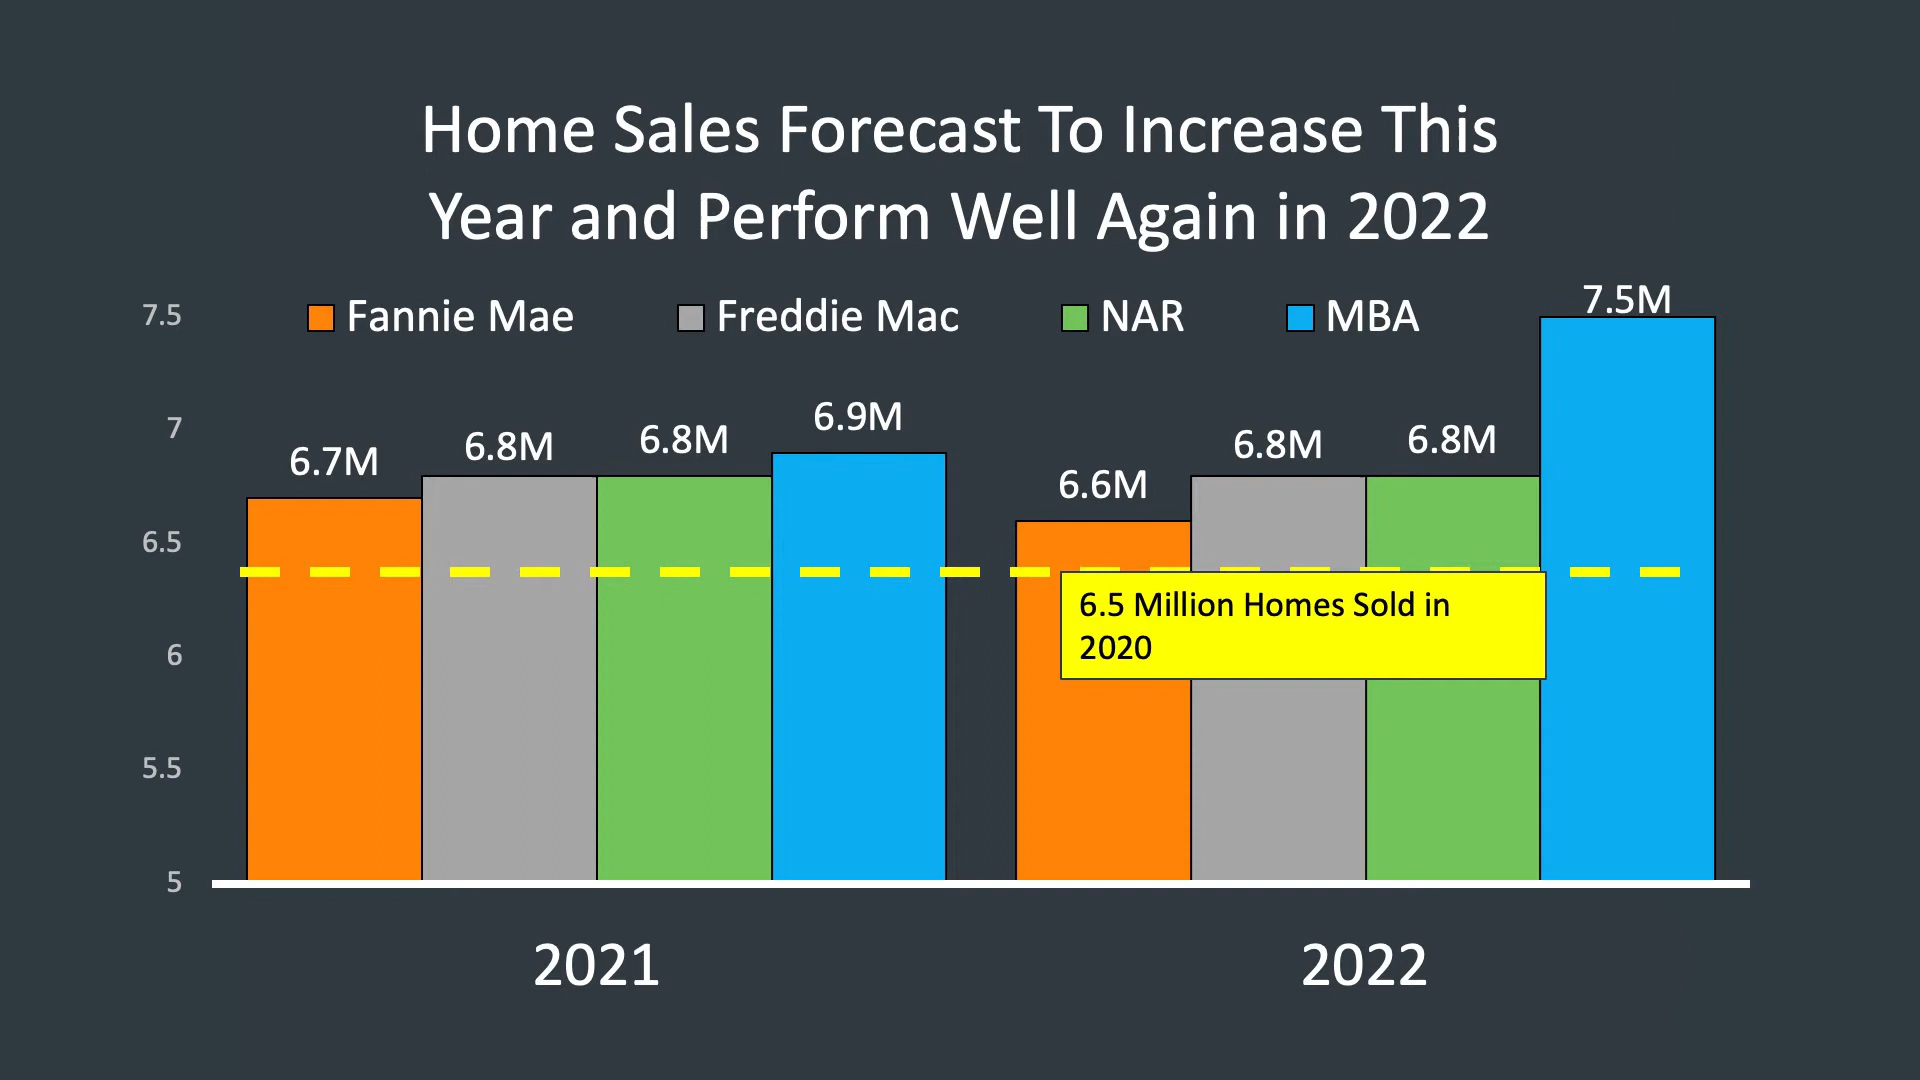 Home Sales Forecast To Increase This
Year and Perform Well Again in 2022
Fannie Mae Freddie Mac NAR MBA
7.5
7
6.5
6
5.5
5
6.7M
6.8M
6.8M
6.9M
6.6M
6.8M
6.8M
7.5M
6.5 Million Homes Sold in
2020
2021
2022